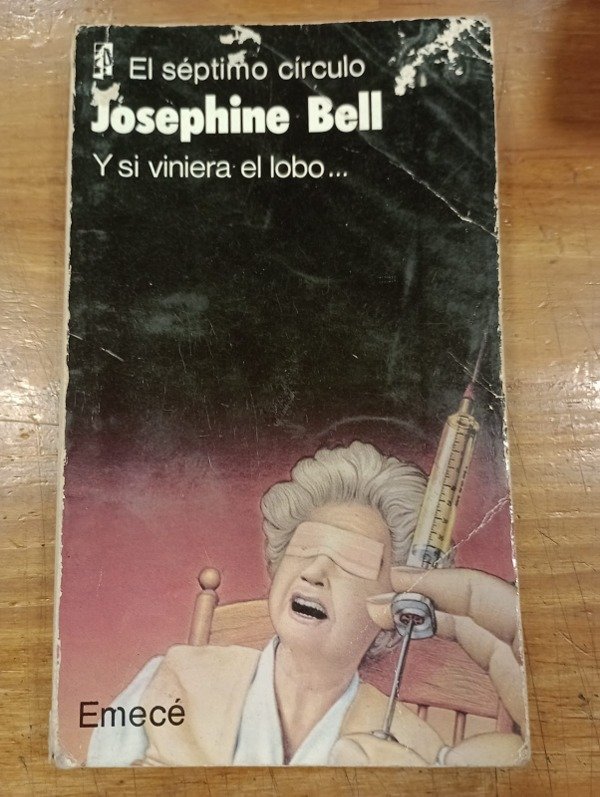 El séptimo círculo
Josephine Bell
Y si viniera el lobo...
Emecé